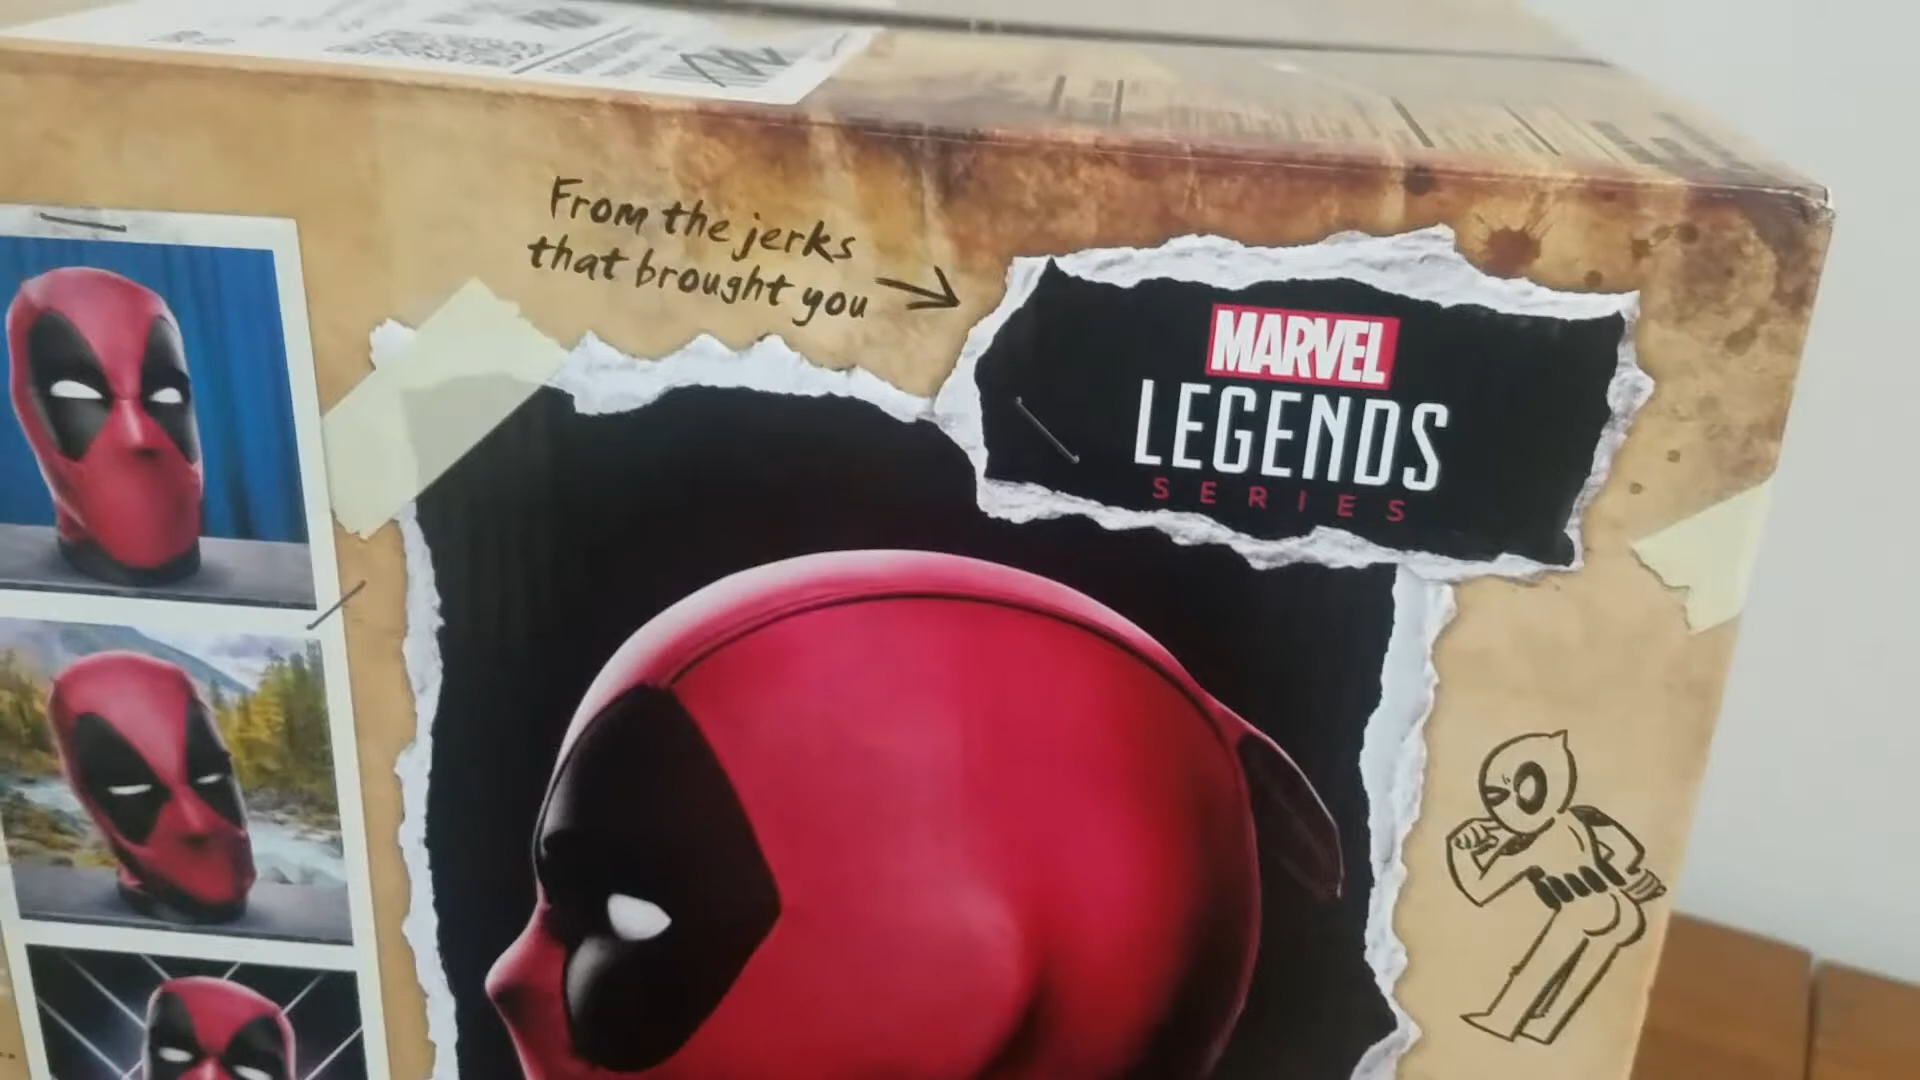 From the jerks
that brought you
MARVEL
LEGENDS
SERIES